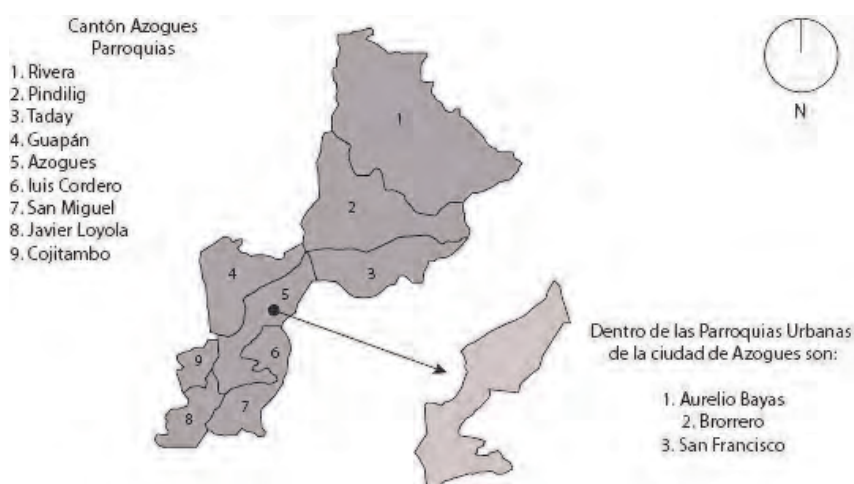 Cantón Azogues
Parroquias
1. Rivera
2. Pindilig
3. Taday
4. Guapán
5. Azogues
6. luis Cordero
7. San Miguel
8. Javier Loyola
9. Cojitambo
N
1
2
3
4
5
6
9
7
8
Dentro de las Parroquias Urbanas
de la ciudad de Azogues son:
1. Aurelio Bayas
2. Brorrero
3. San Francisco